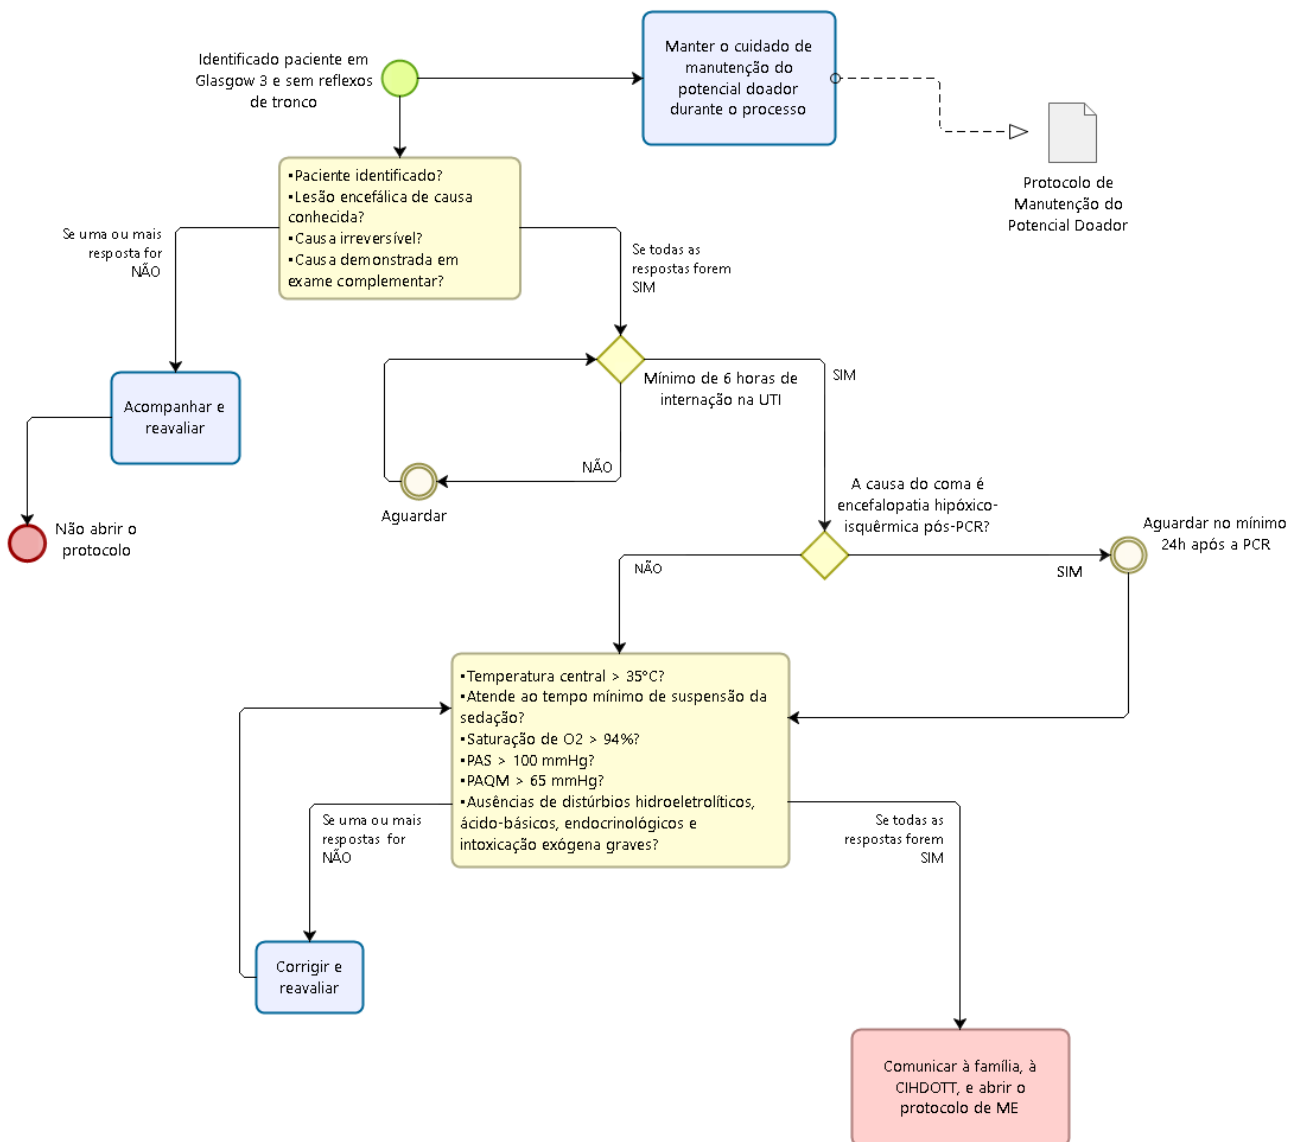 Identificado paciente em
Glasgow 3 e sem reflexos
de tronco
Manter o cuidado de
manutenção do
potencial doador
durante o processo
Protocolo de
Manutenção do
Potencial Doador
▪Paciente identificado?
▪Lesão encefálica de causa
conhecida?
▪Causa irreversível?
▪Causa demonstrada em
exame complementar?
Se uma ou mais
resposta for
NÃO
Se todas as
respostas forem
SIM
Acompanhar e
reavaliar
Não abrir o
protocolo
Mínimo de 6 horas de
internação na UTI
SIM
NÃO
Aguardar
A causa do coma é
encefalopatia hipóxico-
isquêrmica pós-PCR?
Aguardar no mínimo
24h após a PCR
NÃO
SIM
▪Temperatura central > 35°C?
▪Atende ao tempo mínimo de suspensão da
sedação?
▪Saturação de O2 > 94%?
▪PAS > 100 mmHg?
▪PAQM > 65 mmHg?
▪Ausências de distúrbios hidroeletrolíticos,
ácido-básicos, endocrinológicos e
intoxicação exógena graves?
Se uma ou mais
respostas for
NÃO
Se todas as
respostas forem
SIM
Corrigir e
reavaliar
Comunicar à família, à
CIHDOTT, e abrir o
protocolo de ME